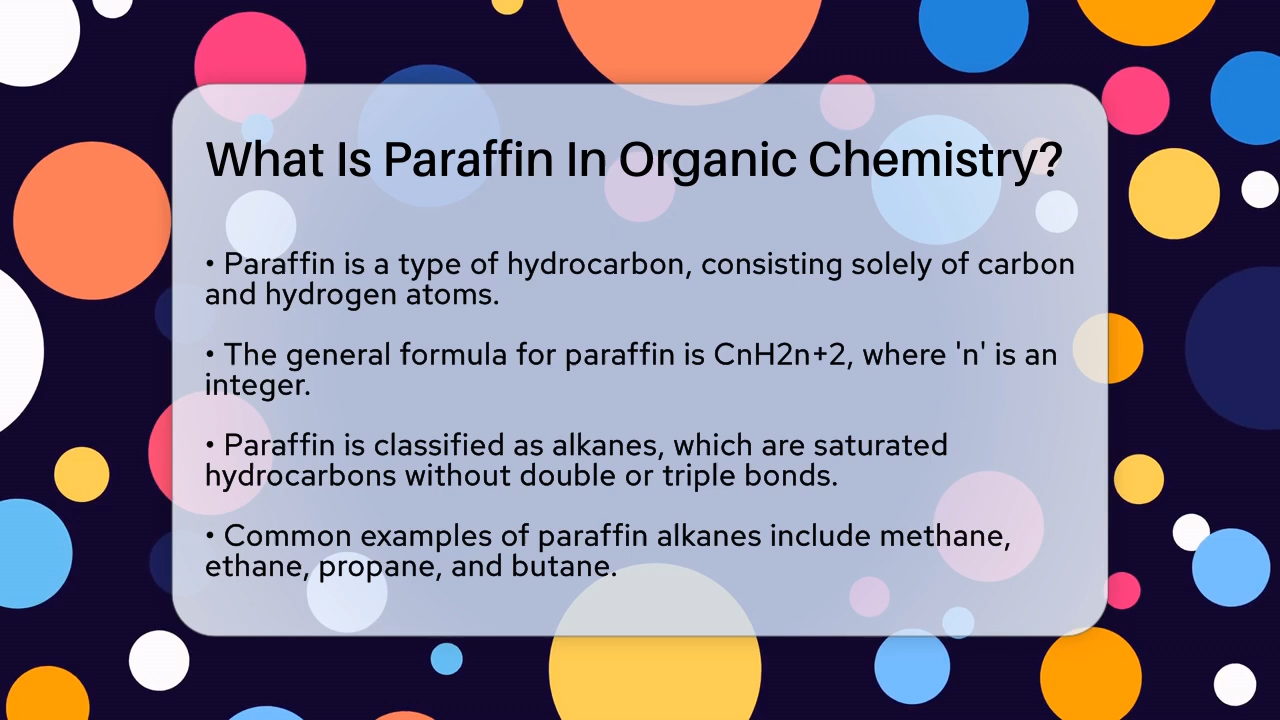 What Is Paraffin In Organic Chemistry?
• Paraffin is a type of hydrocarbon, consisting solely of carbon
and hydrogen atoms.
• The general formula for paraffin is CnH2n+2, where 'n' is an
integer.
• Paraffin is classified as alkanes, which are saturated
hydrocarbons without double or triple bonds.
• Common examples of paraffin alkanes include methane,
ethane, propane, and butane.